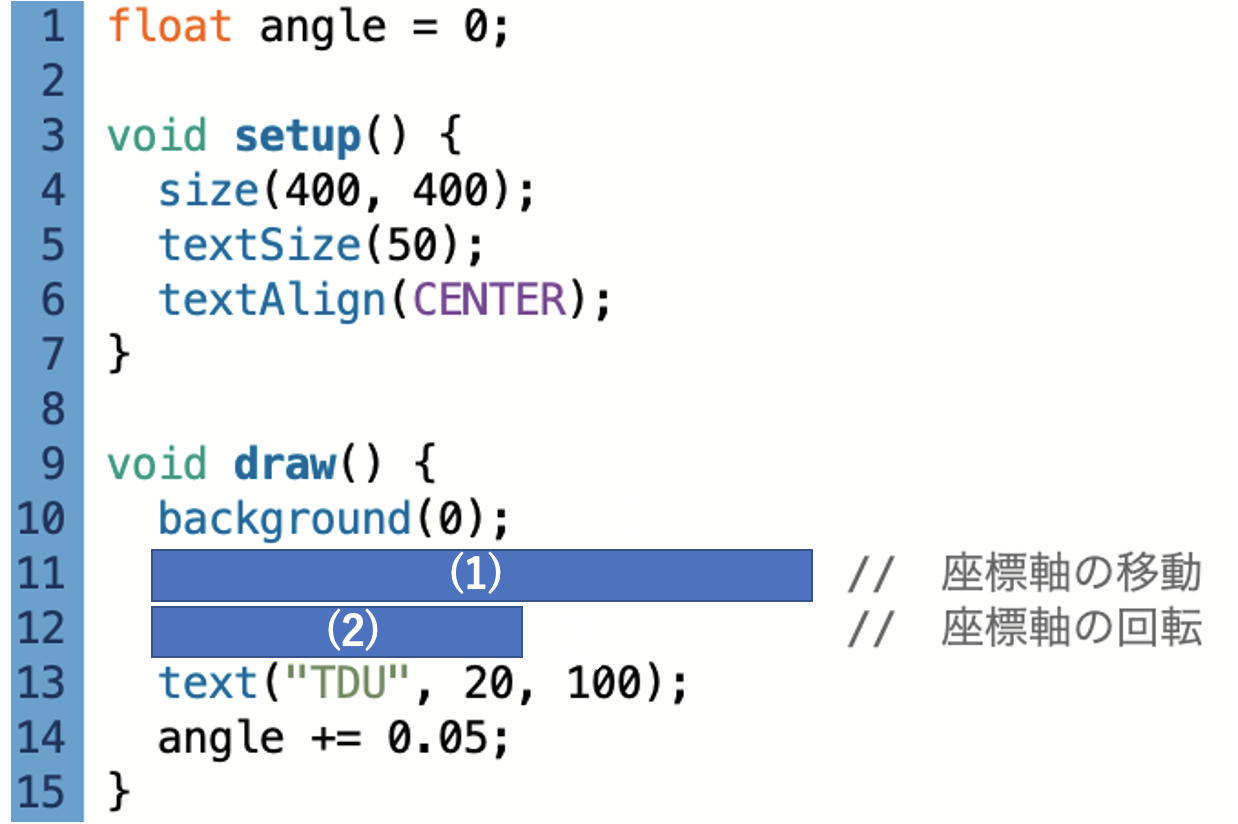 1 float angle = 0;
2
3 void setup() {
4 size(400, 400);
5 textSize(50);
6 textAlign(CENTER);
7 }
8
9 void draw() {
10 background(0);
11 (1) // 座標軸の移動
12 (2) // 座標軸の回転
13 text("TDU", 20, 100);
14 angle += 0.05;
15 }